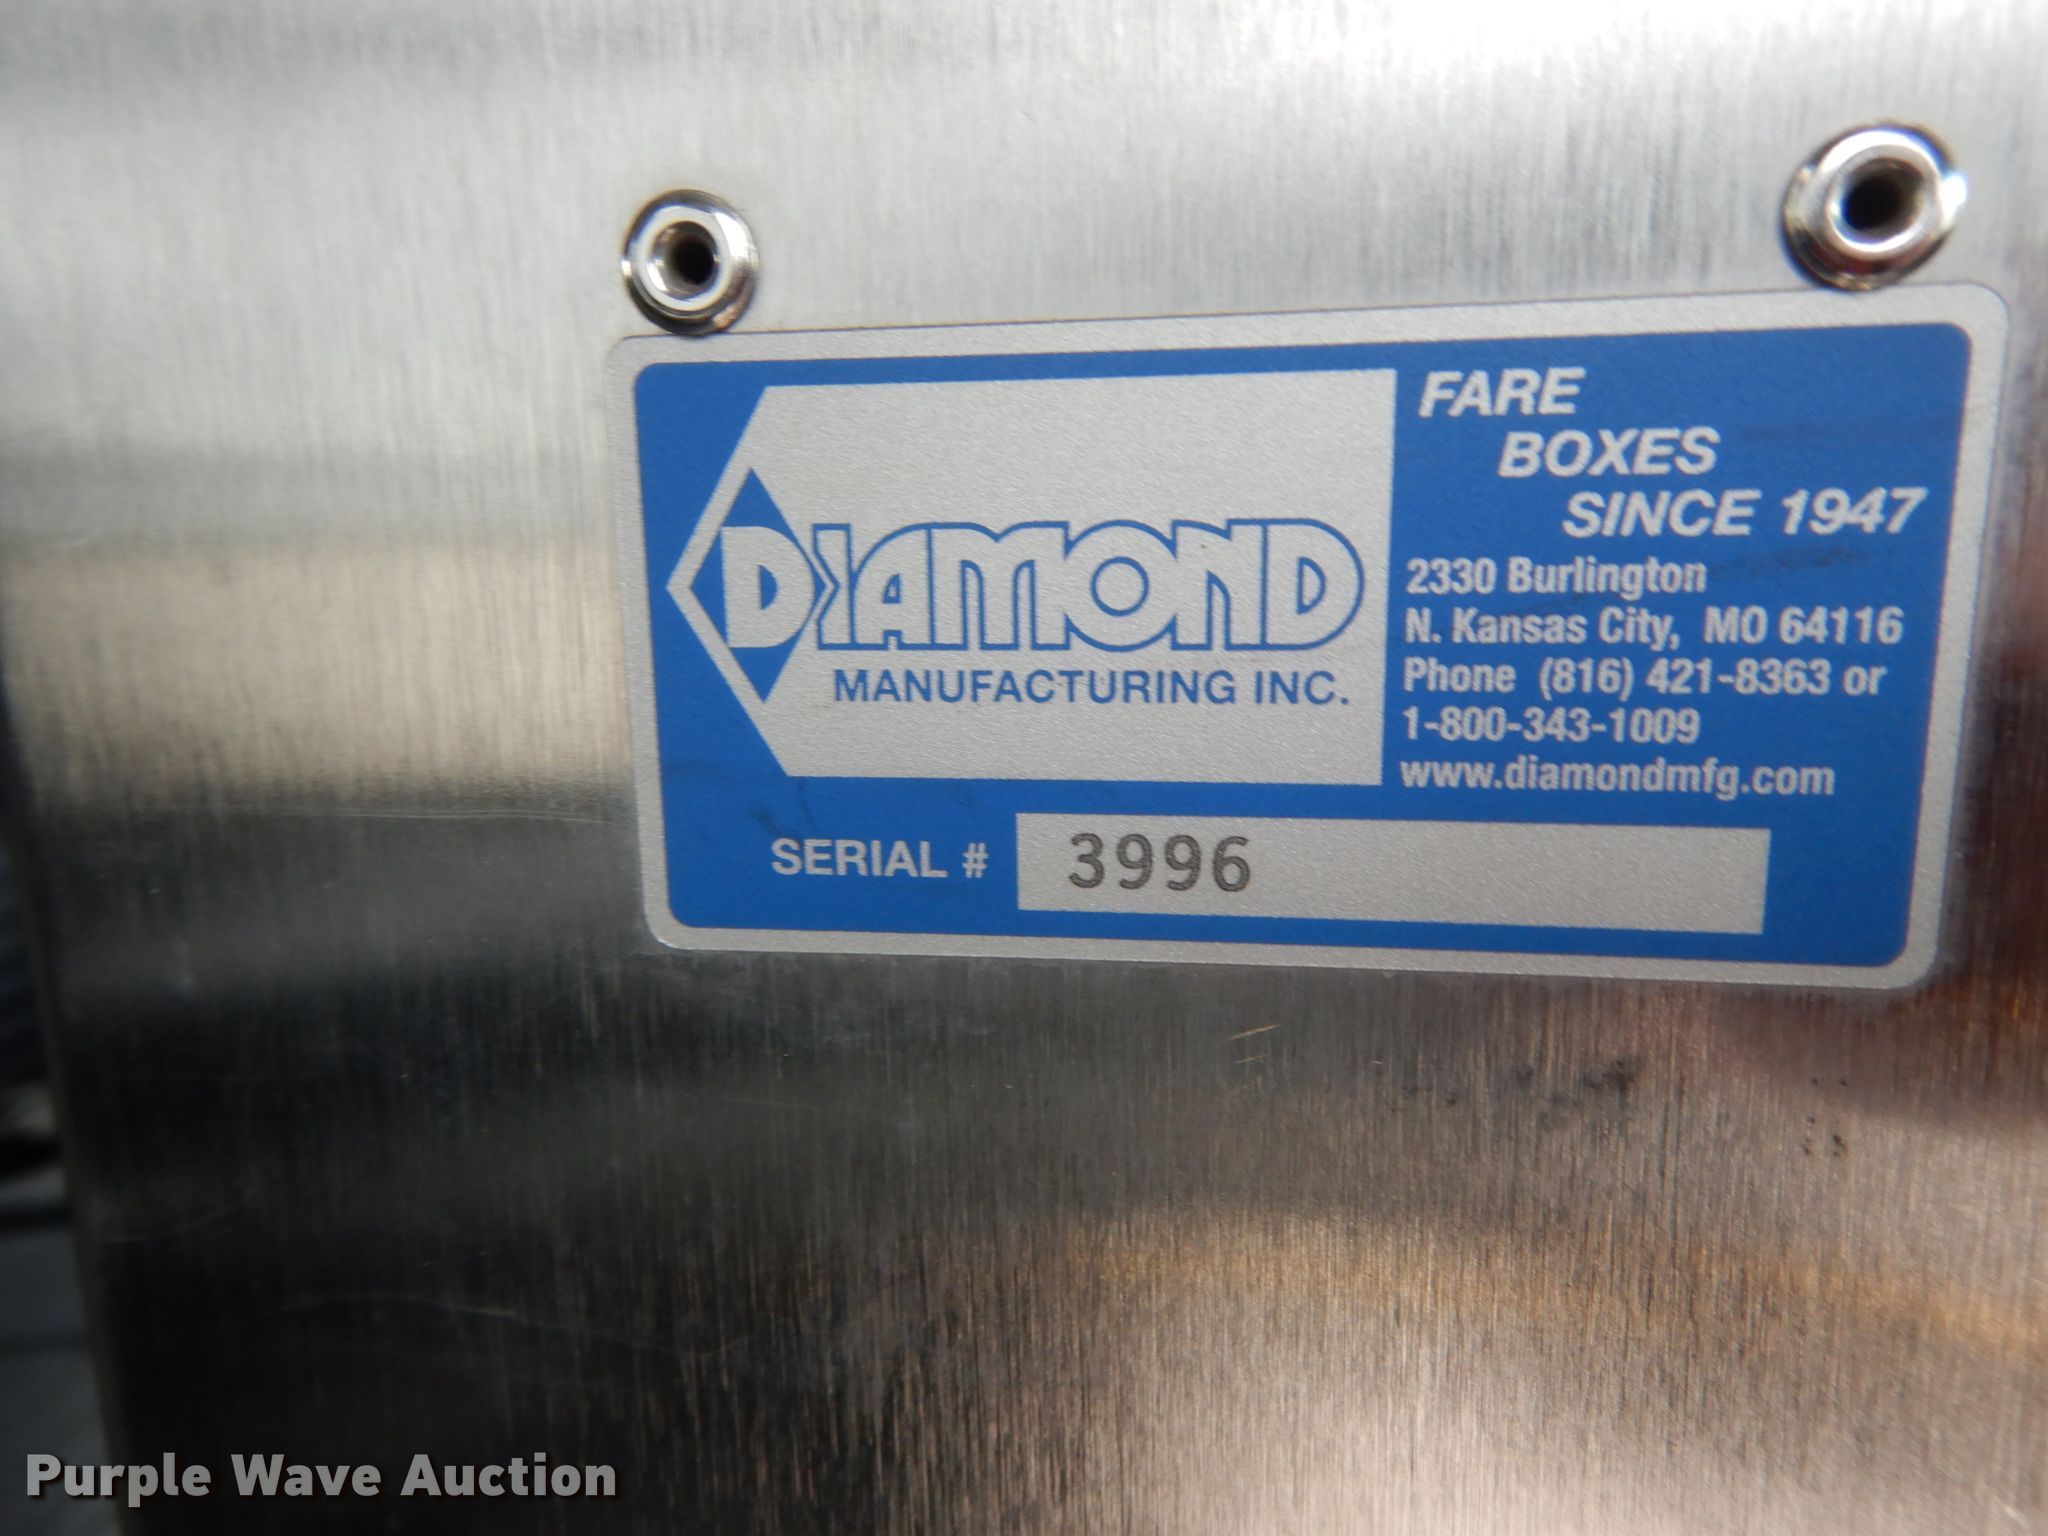 DIAMOND
MANUFACTURING INC.
FARE
BOXES
SINCE 1947
2330 Burlington
N. Kansas City, MO 64116
Phone (816) 421-8363 or
1-800-343-1009
www.diamondmfg.com
SERIAL # 3996
Purple Wave Auction